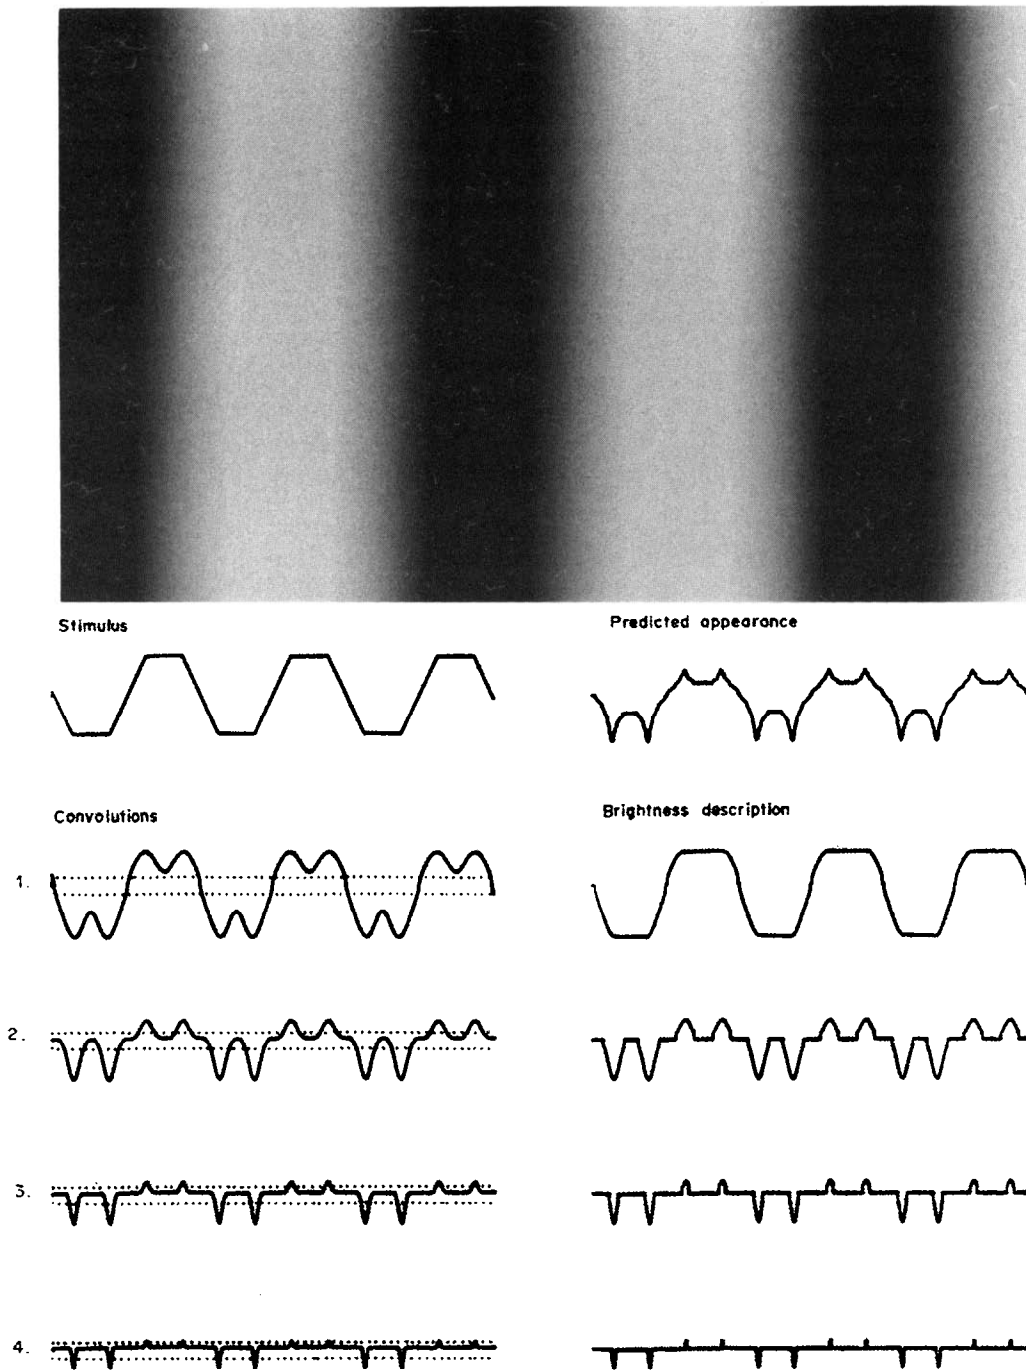 Stimulus
Predicted appearance
Convolutions
Brightness description
1.
2.
3.
4.